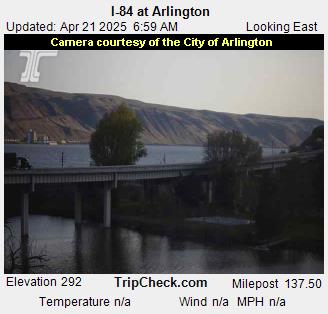 I-84 at Arlington
Updated: Apr 21 2025 6:59 AM Looking East
Camera courtesy of the City of Arlington
Elevation 292 TripCheck.com Milepost 137.50
Temperature n/a Wind n/a MPH n/a